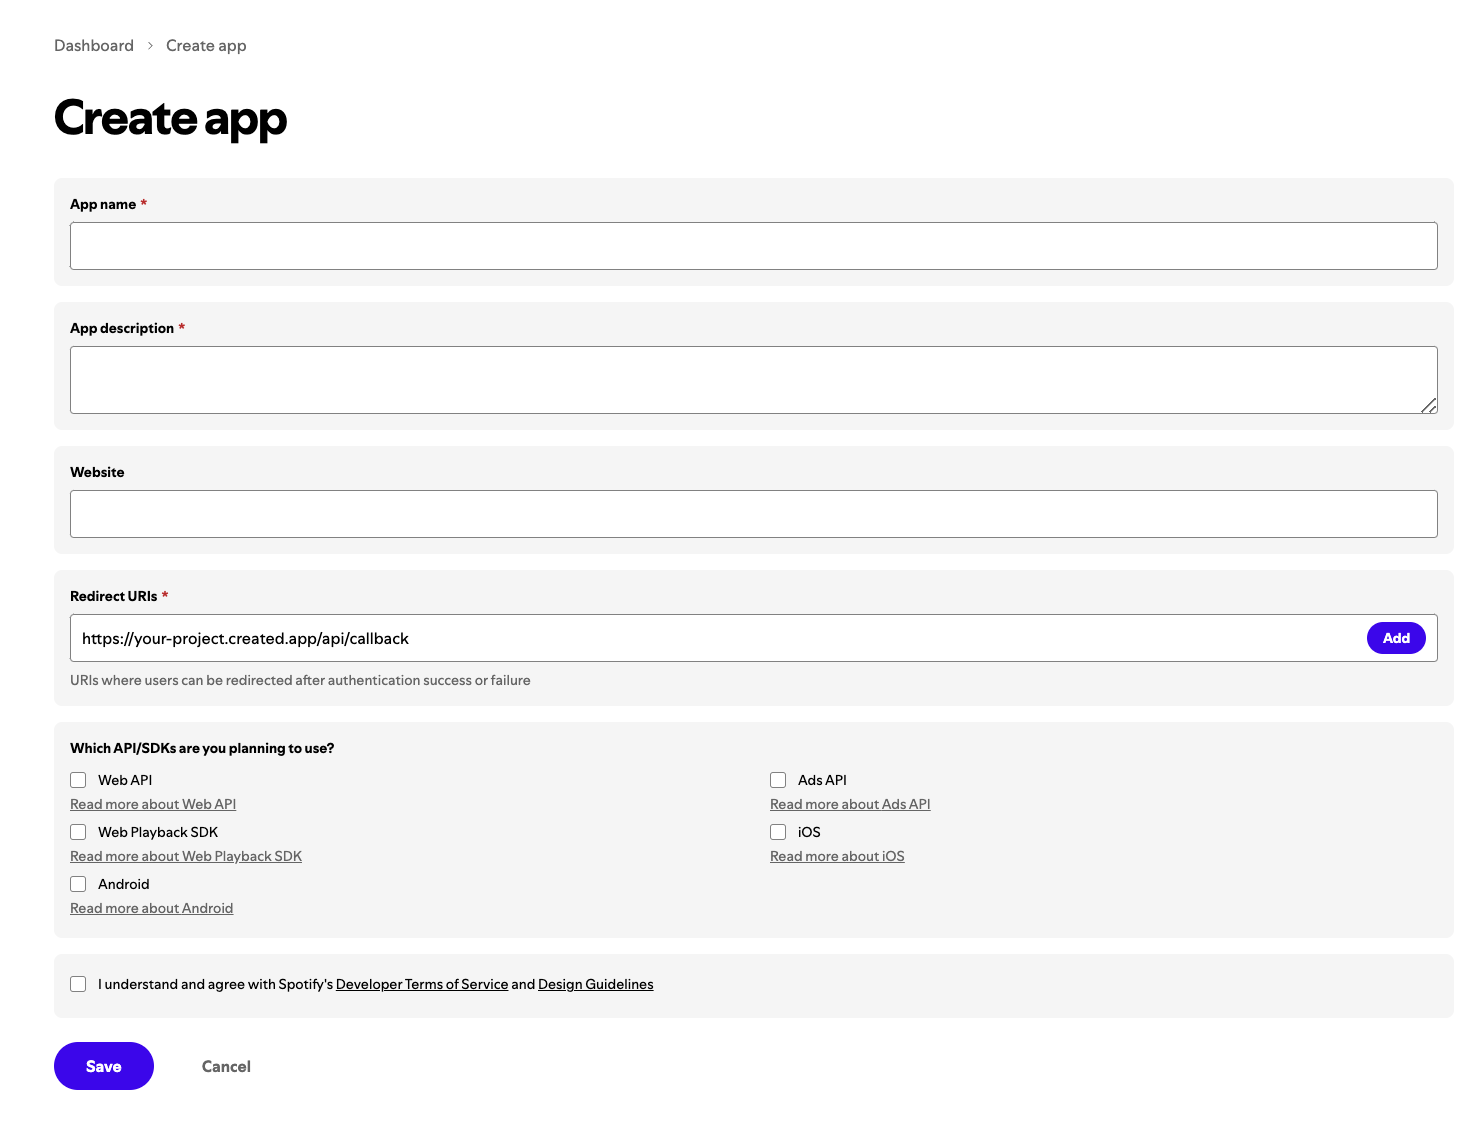 Dashboard > Create app
Create app
App name *
App description *
Website
Redirect URIs *
https://your-project.created.app/api/callback
Add
URIs where users can be redirected after authentication success or failure
Which API/SDKs are you planning to use?
Web API
Read more about Web API
Ads API
Read more about Ads API
Web Playback SDK
Read more about Web Playback SDK
iOS
Read more about iOS
Android
Read more about Android
I understand and agree with Spotify's Developer Terms of Service and Design Guidelines
Save
Cancel